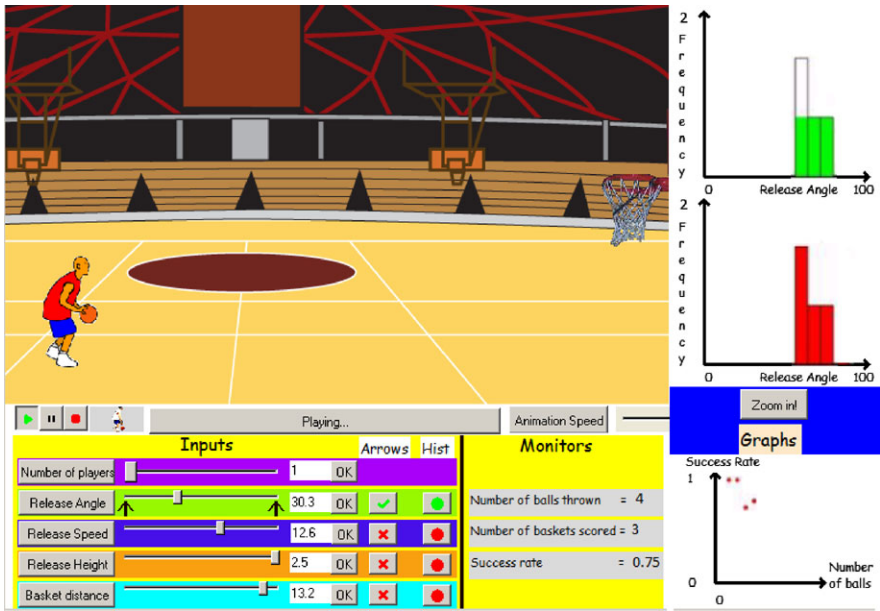 2
Frequency
0 Release Angle 100
2
Frequency
0 Release Angle 100
Playing...
Animation Speed
Zoom in!
Graphs
Inputs
Arrows Hist
Number of players 1 OK
Release Angle 30.3 OK
Release Speed 12.6 OK
Release Height 2.5 OK
Basket distance 13.2 OK
Monitors
Number of balls thrown = 4
Number of baskets scored = 3
Success rate = 0.75
Success Rate
1
0
0
Number
of balls